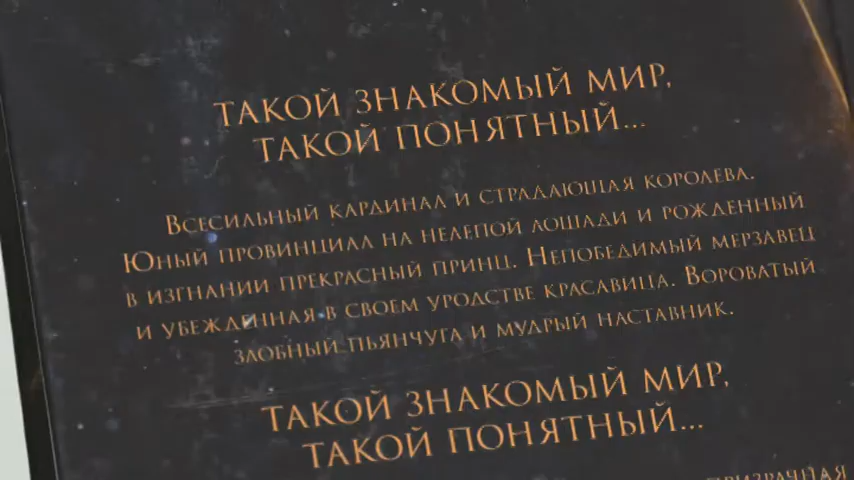 ТАКОЙ ЗНАКОМЫЙ МИР,
ТАКОЙ ПОНЯТНЫЙ...
ВСЕСИЛЬНЫЙ КАРДИНАЛ И СТРАДАЮЩАЯ КОРОЛЕВА.
ЮНЫЙ ПРОВИНЦИАЛ НА НЕЛЕПОЙ ЛОШАДИ И РОЖДЕННЫЙ
В ИЗГНАНИИ ПРЕКРАСНЫЙ ПРИНЦ. НЕПОБЕДИМЫЙ МЕРЗАВЕЦ
И УБЕЖДЕННАЯ В СВОЕМ УРОДСТВЕ КРАСАВИЦА. ВОРОВАТЫЙ
ЗЛОБНЫЙ ПЬЯНЧУГА И МУДРЫЙ НАСТАВНИК.
ТАКОЙ ЗНАКОМЫЙ МИР,
ТАКОЙ ПОНЯТНЫЙ...
ПРИЗРАЧНАЯ